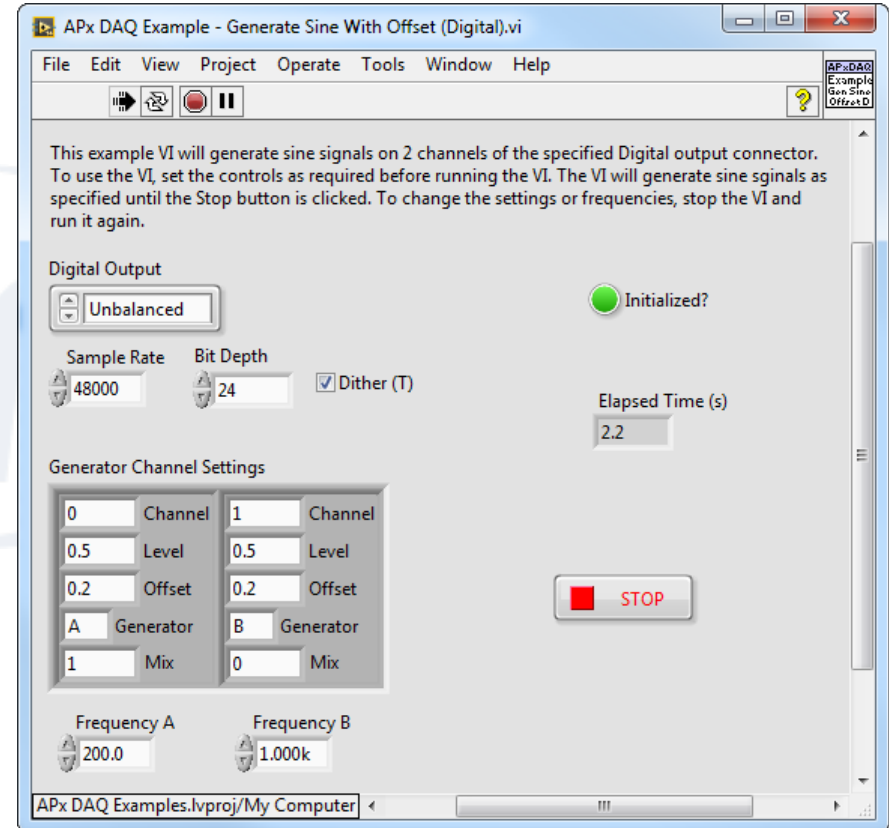 APx DAQ Example - Generate Sine With Offset (Digital).vi
File Edit View Project Operate Tools Window Help
APxDAQ
Example
Gen Sine
Offset D
This example VI will generate sine signals on 2 channels of the specified Digital output connector.
To use the VI, set the controls as required before running the VI. The VI will generate sine sginals as
specified until the Stop button is clicked. To change the settings or frequencies, stop the VI and
run it again.
Digital Output
Unbalanced
Initialized?
Sample Rate Bit Depth
48000 24 Dither (T)
Elapsed Time (s)
2.2
Generator Channel Settings
0 Channel 1 Channel
0.5 Level 0.5 Level
0.2 Offset 0.2 Offset
A Generator B Generator
1 Mix 0 Mix
STOP
Frequency A Frequency B
200.0 1.000k
APx DAQ Examples.lvproj/My Computer